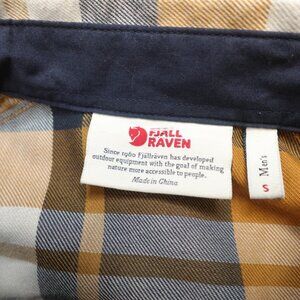 FJÄLL
RÄVEN
Since 1960 Fjällräven has developed
outdoor equipment with the goal of making
nature more accessible to people.
Made in China
Men's
S